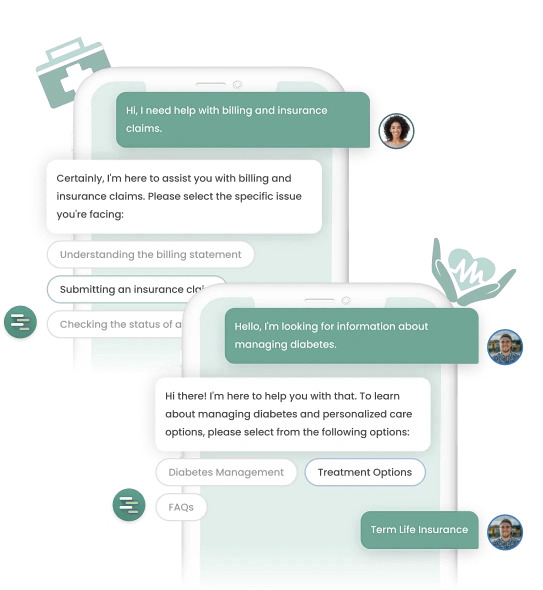 Hi, I need help with billing and insurance
claims.
Certainly, I'm here to assist you with billing and
insurance claims. Please select the specific issue
you're facing:
Understanding the billing statement
Submitting an insurance
Checking the status of a
Hello, I'm looking for information about
managing diabetes.
Hi there! I'm here to help you with that. To learn
about managing diabetes and personalized care
options, please select from the following options:
Diabetes Management
Treatment Options
FAQs
Term Life Insurance